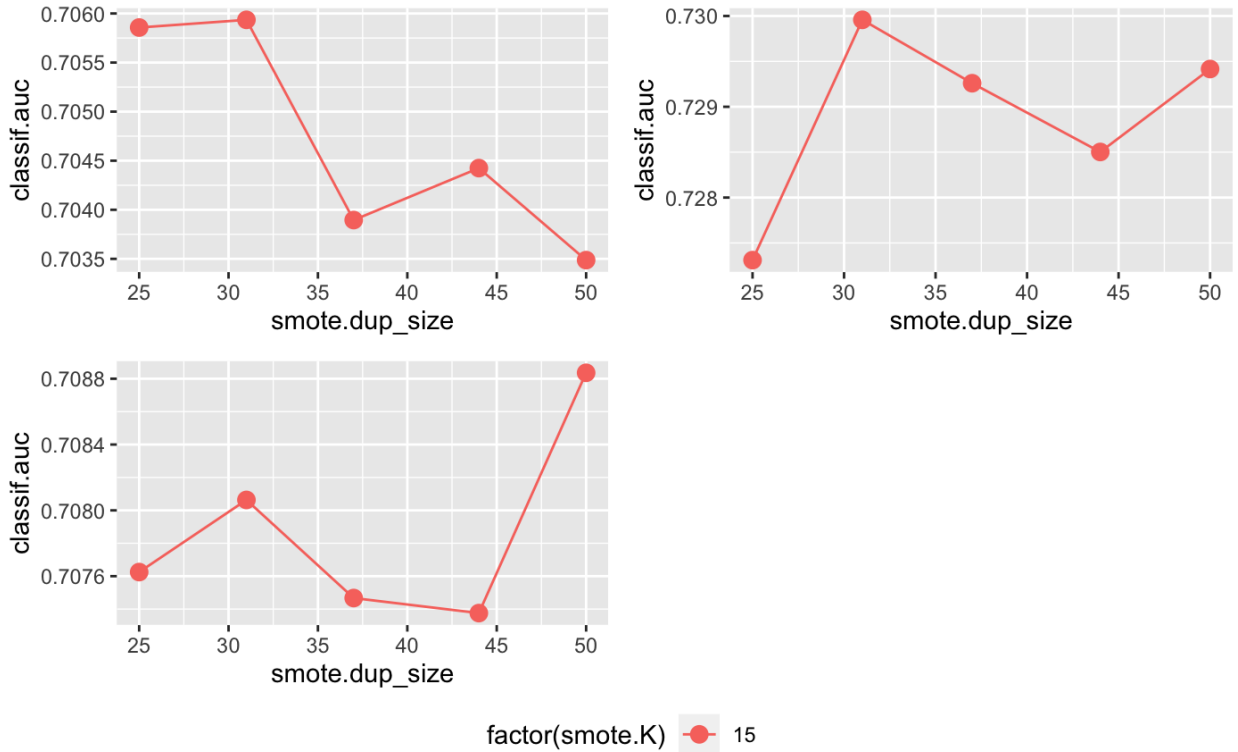 classif.auc
0.7060
0.7055
0.7050
0.7045
0.7040
0.7035
25 30 35 40 45 50
smote.dup_size
classif.auc
0.730
0.729
0.728
25 30 35 40 45 50
smote.dup_size
classif.auc
0.7088
0.7084
0.7080
0.7076
25 30 35 40 45 50
smote.dup_size
factor(smote.K) 15